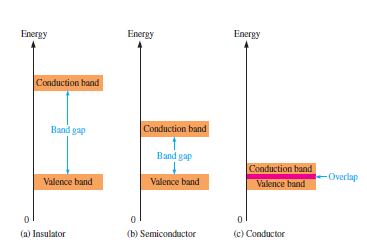 Energy
Conduction band
Band gap
Valence band
0
(a) Insulator
Energy
Conduction band
Band gap
Valence band
0
(b) Semiconductor
Energy
Conduction band
Overlap
Valence band
0
(c) Conductor